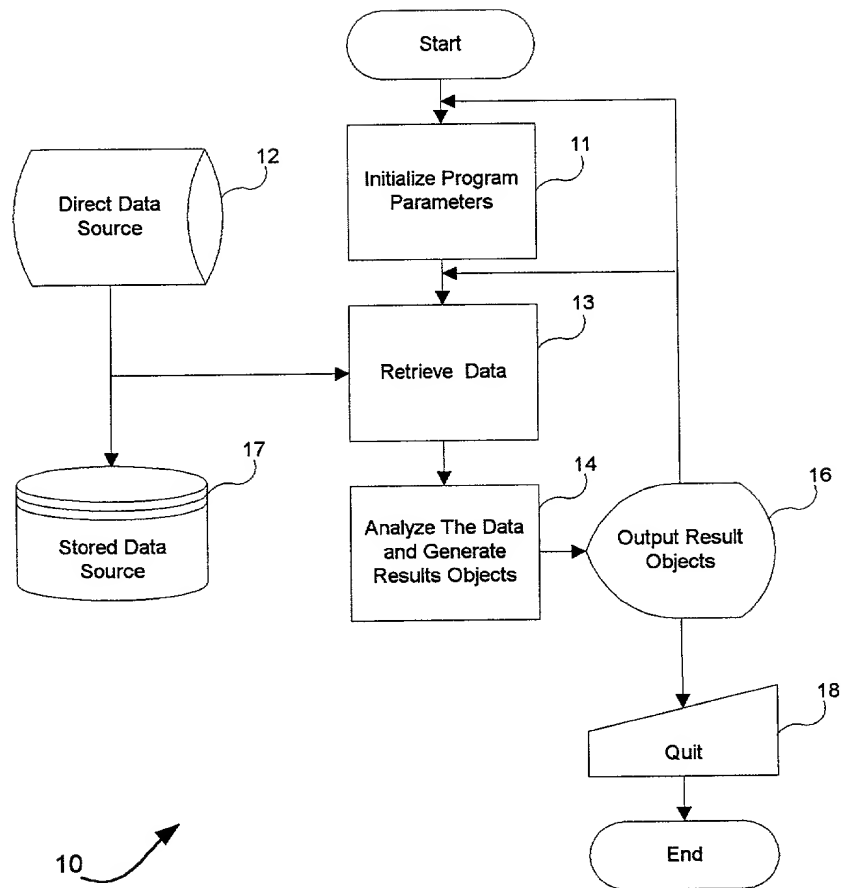 Start
12
Direct Data
Source
11
Initialize Program
Parameters
13
Retrieve Data
17
Stored Data
Source
14
Analyze The Data
and Generate
Results Objects
16
Output Result
Objects
18
Quit
End
10